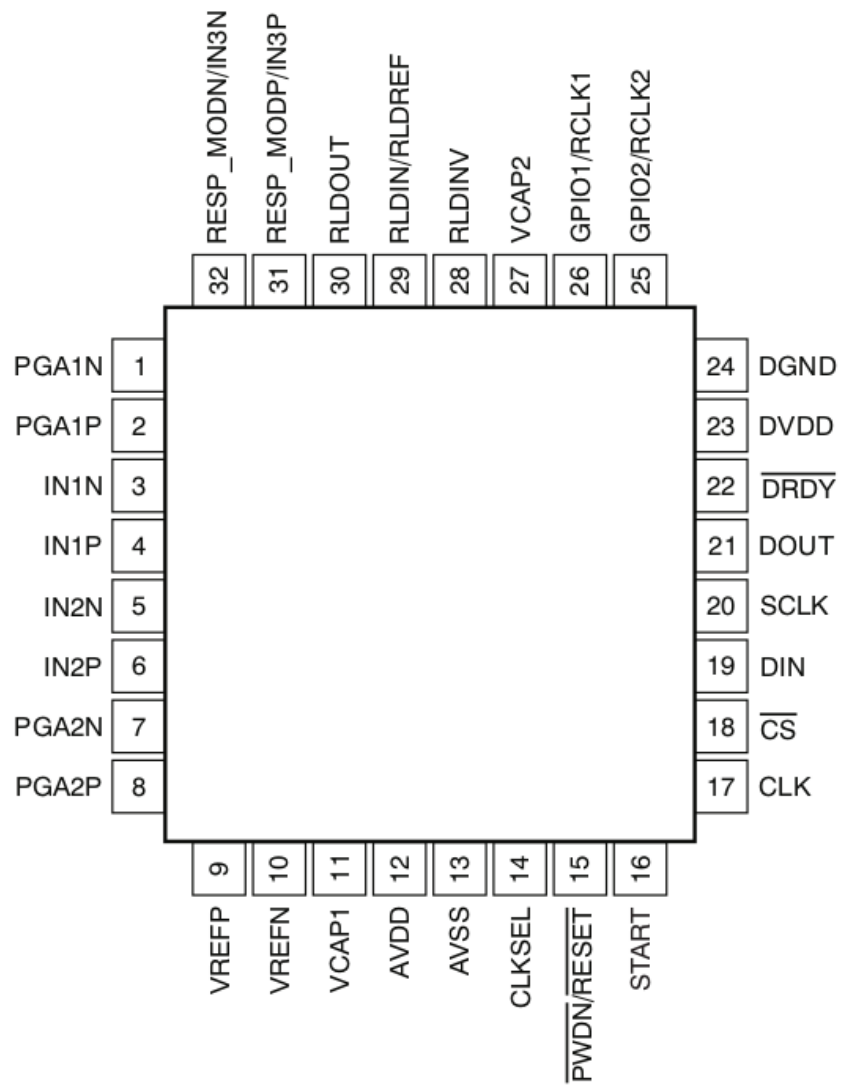 RESP_MODN/IN3N
RESP_MODP/IN3P
RLDOUT
RLDIN/RLDREF
RLDINV
VCAP2
GPIO1/RCLK1
GPIO2/RCLK2
32
31
30
29
28
27
26
25
PGA1N 1
24 DGND
PGA1P 2
23 DVDD
IN1N 3
22 DRDY
IN1P 4
21 DOUT
IN2N 5
20 SCLK
IN2P 6
19 DIN
PGA2N 7
18 CS
PGA2P 8
17 CLK
9
10
11
12
13
14
15
16
VREFP
VREFN
VCAP1
AVDD
AVSS
CLKSEL
PWDN/RESET
START